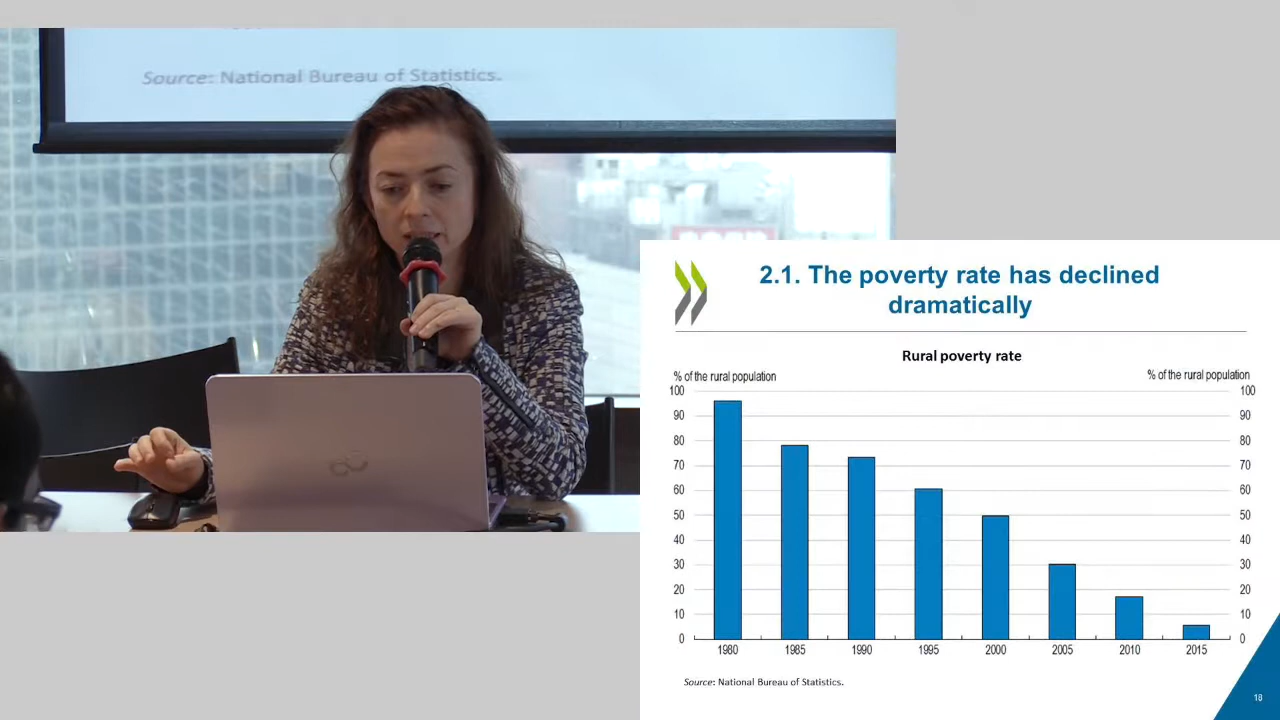 Source: National Bureau of Statistics.
2.1. The poverty rate has declined
dramatically
Rural poverty rate
% of the rural population
% of the rural population
100
90
80
70
60
50
40
30
20
10
0
100
90
80
70
60
50
40
30
20
10
0
1980 1985 1990 1995 2000 2005 2010 2015
Source: National Bureau of Statistics.
18